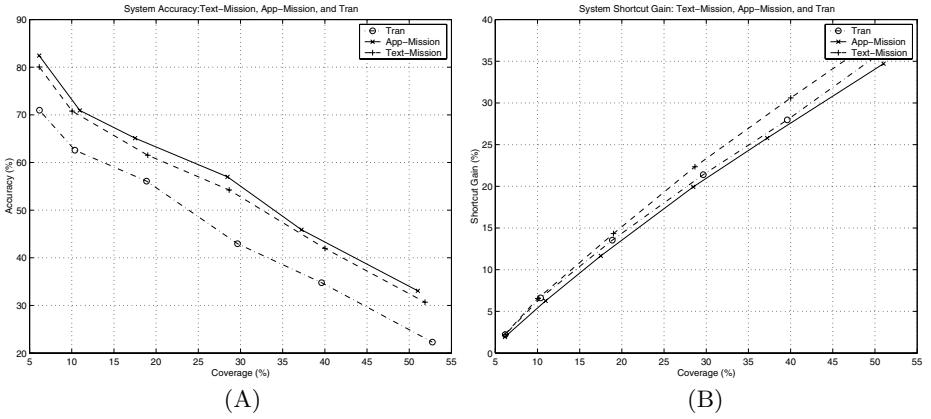 System Accuracy:Text−Mission, App−Mission, and Tran
90
80
70
60
50
40
30
20
Accuracy (%)
Tran
App−Mission
Text−Mission
5 10 15 20 25 30 35 40 45 50 55
Coverage (%)
(A)
System Shortcut Gain: Text−Mission, App−Mission, and Tran
40
35
30
25
20
15
10
5
0
Shortcut Gain (%)
Tran
App−Mission
Text−Mission
5 10 15 20 25 30 35 40 45 50 55
Coverage (%)
(B)